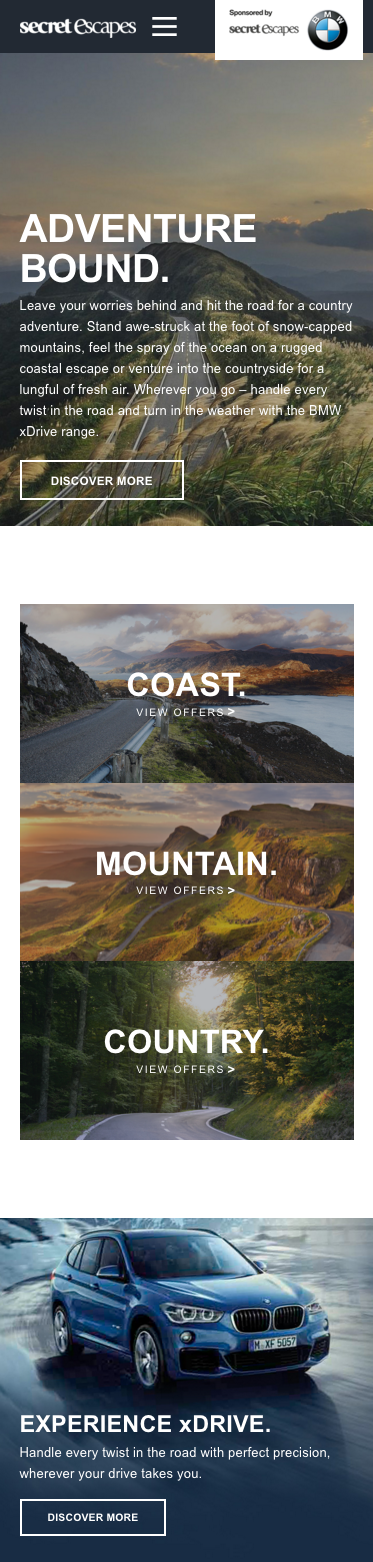 secret escapes
Sponsored by
secret escapes
BMW
ADVENTURE
BOUND.
Leave your worries behind and hit the road for a country
adventure. Stand awe-struck at the foot of snow-capped
mountains, feel the spray of the ocean on a rugged
coastal escape or venture into the countryside for a
lungful of fresh air. Wherever you go – handle every
twist in the road and turn in the weather with the BMW
xDrive range.
DISCOVER MORE
COAST.
VIEW OFFERS >
MOUNTAIN.
VIEW OFFERS >
COUNTRY.
VIEW OFFERS >
M XF 5057
EXPERIENCE xDRIVE.
Handle every twist in the road with perfect precision,
wherever your drive takes you.
DISCOVER MORE